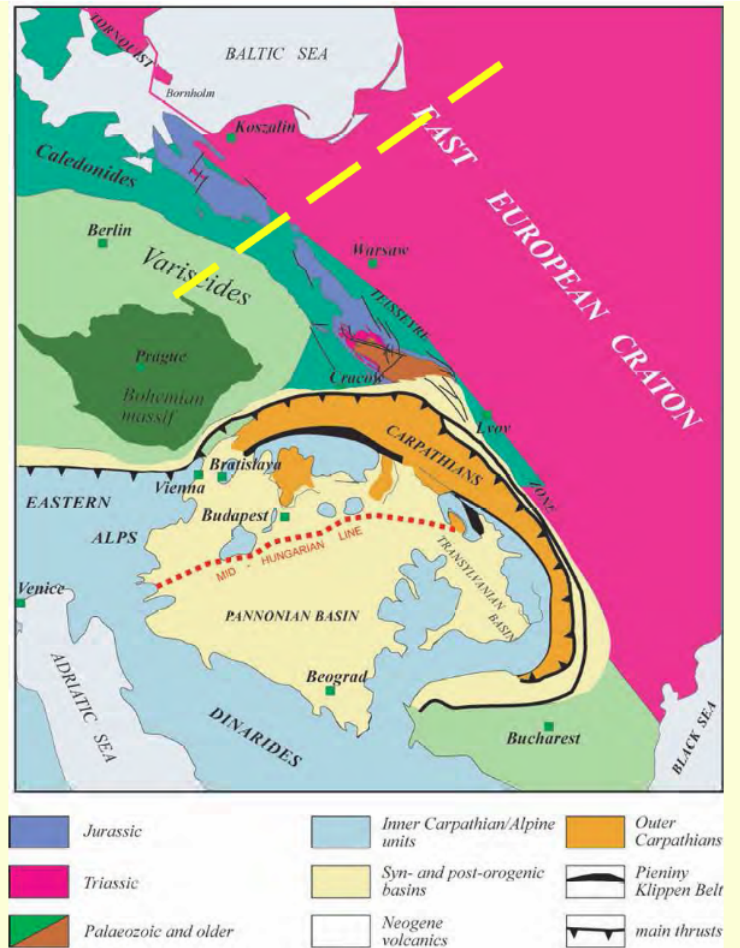 TORNQUIST
BALTIC SEA
Bornholm
Koszalin
EAST EUROPEAN CRATON
Caledonides
Berlin
Variscides
Warsaw
TEISSEYRE
Prague
Cracow
Bohemian
massif
Lvov
CARPATHIANS
Bratislava
Vienna
ZONE
EASTERN
ALPS
Budapest
MID - HUNGARIAN LINE
TRANSYLVANIAN
BASIN
Venice
PANNONIAN BASIN
Beograd
ADRIATIC SEA
DINARIDES
Bucharest
BLACK SEA
Jurassic
Inner Carpathian/Alpine
units
Outer
Carpathians
Triassic
Syn- and post-orogenic
basins
Pieniny
Klippen Belt
Palaeozoic and older
Neogene
volcanics
main thrusts